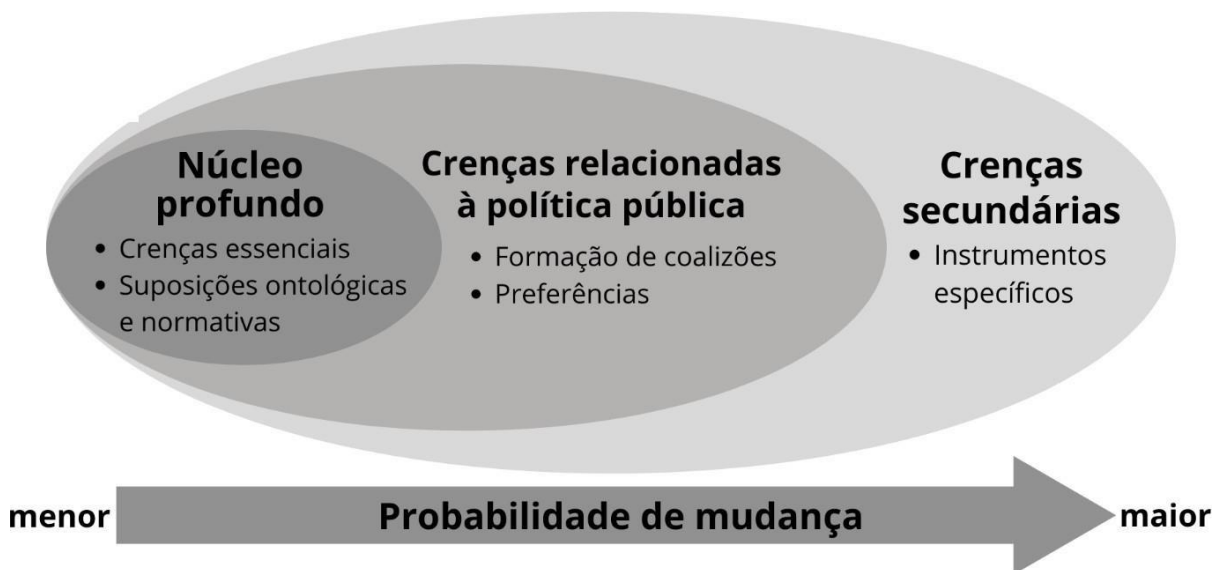 Núcleo
profundo
• Crenças essenciais
• Suposições ontológicas
e normativas
Crenças relacionadas
à política pública
• Formação de coalizões
• Preferências
Crenças
secundárias
• Instrumentos
específicos
menor
Probabilidade de mudança
maior